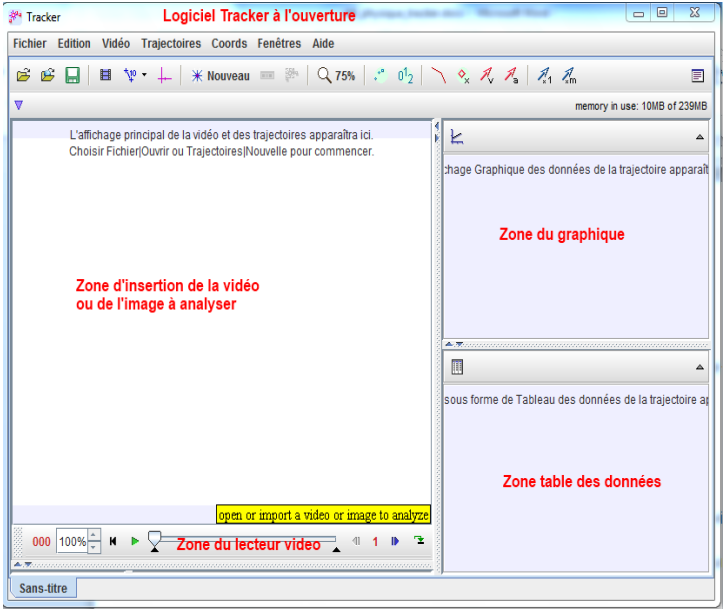 Tracker
Logiciel Tracker à l'ouverture
Fichier Edition Vidéo Trajectoires Coords Fenêtres Aide
Nouveau 75%
memory in use: 10MB of 239MB
L'affichage principal de la vidéo et des trajectoires apparaîtra ici.
Choisir Fichier|Ouvrir ou Trajectoires|Nouvelle pour commencer.
Zone d'insertion de la vidéo
ou de l'image à analyser
chage Graphique des données de la trajectoire apparaît
Zone du graphique
sous forme de Tableau des données de la trajectoire ap
Zone table des données
open or import a video or image to analyze
000 100% Zone du lecteur video 1
Sans-titre